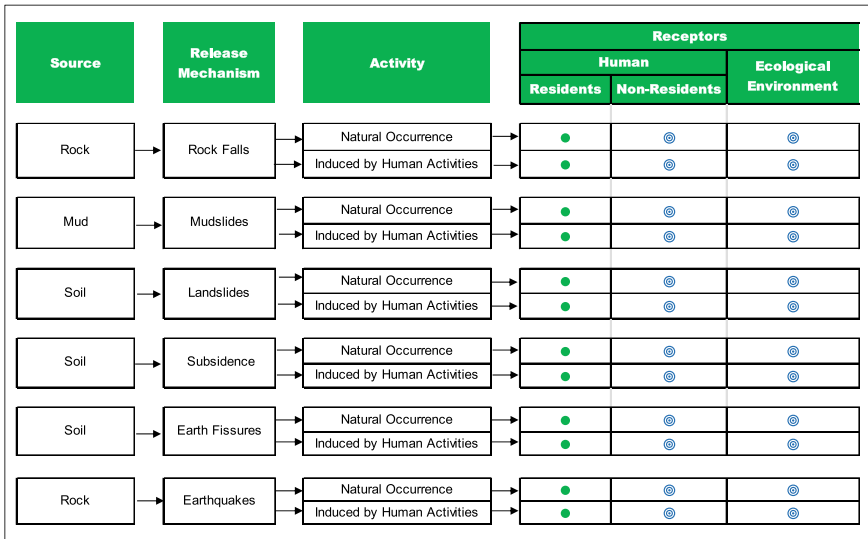 Source
Release
Mechanism
Activity
Receptors
Human
Ecological
Environment
Residents
Non-Residents
Rock
Rock Falls
Natural Occurrence
Induced by Human Activities
Mud
Mudslides
Natural Occurrence
Induced by Human Activities
Soil
Landslides
Natural Occurrence
Induced by Human Activities
Soil
Subsidence
Natural Occurrence
Induced by Human Activities
Soil
Earth Fissures
Natural Occurrence
Induced by Human Activities
Rock
Earthquakes
Natural Occurrence
Induced by Human Activities